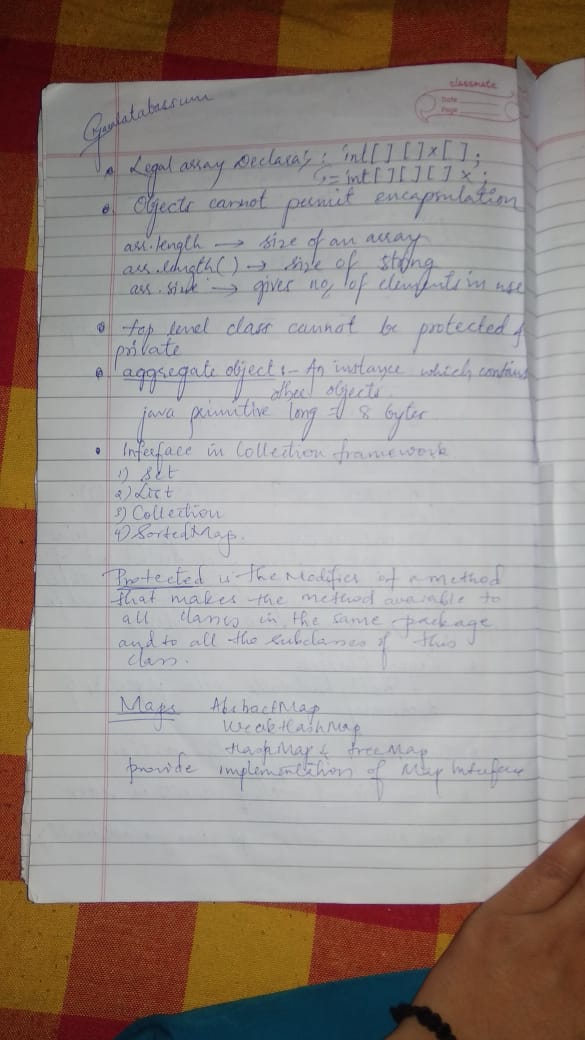 classmate
Date
Page
Legal array Declaras; int[][]x[];
= int[][][] x;
Objects cannot permit encapsulation
arr.length → size of an array
arr.length() → size of string
arr.size → gives no. of elements in use
top level class cannot be protected &
private
aggregate object :- An instance which contains
other objects.
java primitive long = 8 bytes
Interface in Collection framework
1) Set
2) List
3) Collection
4) SortedMap.
Protected is the Modifier of a method
that makes the method available to
all classes in the same package
and to all the subclasses of this
class.
Maps AbstractMap
WeakHashMap
HashMap & TreeMap
provide implementation of Map Interface